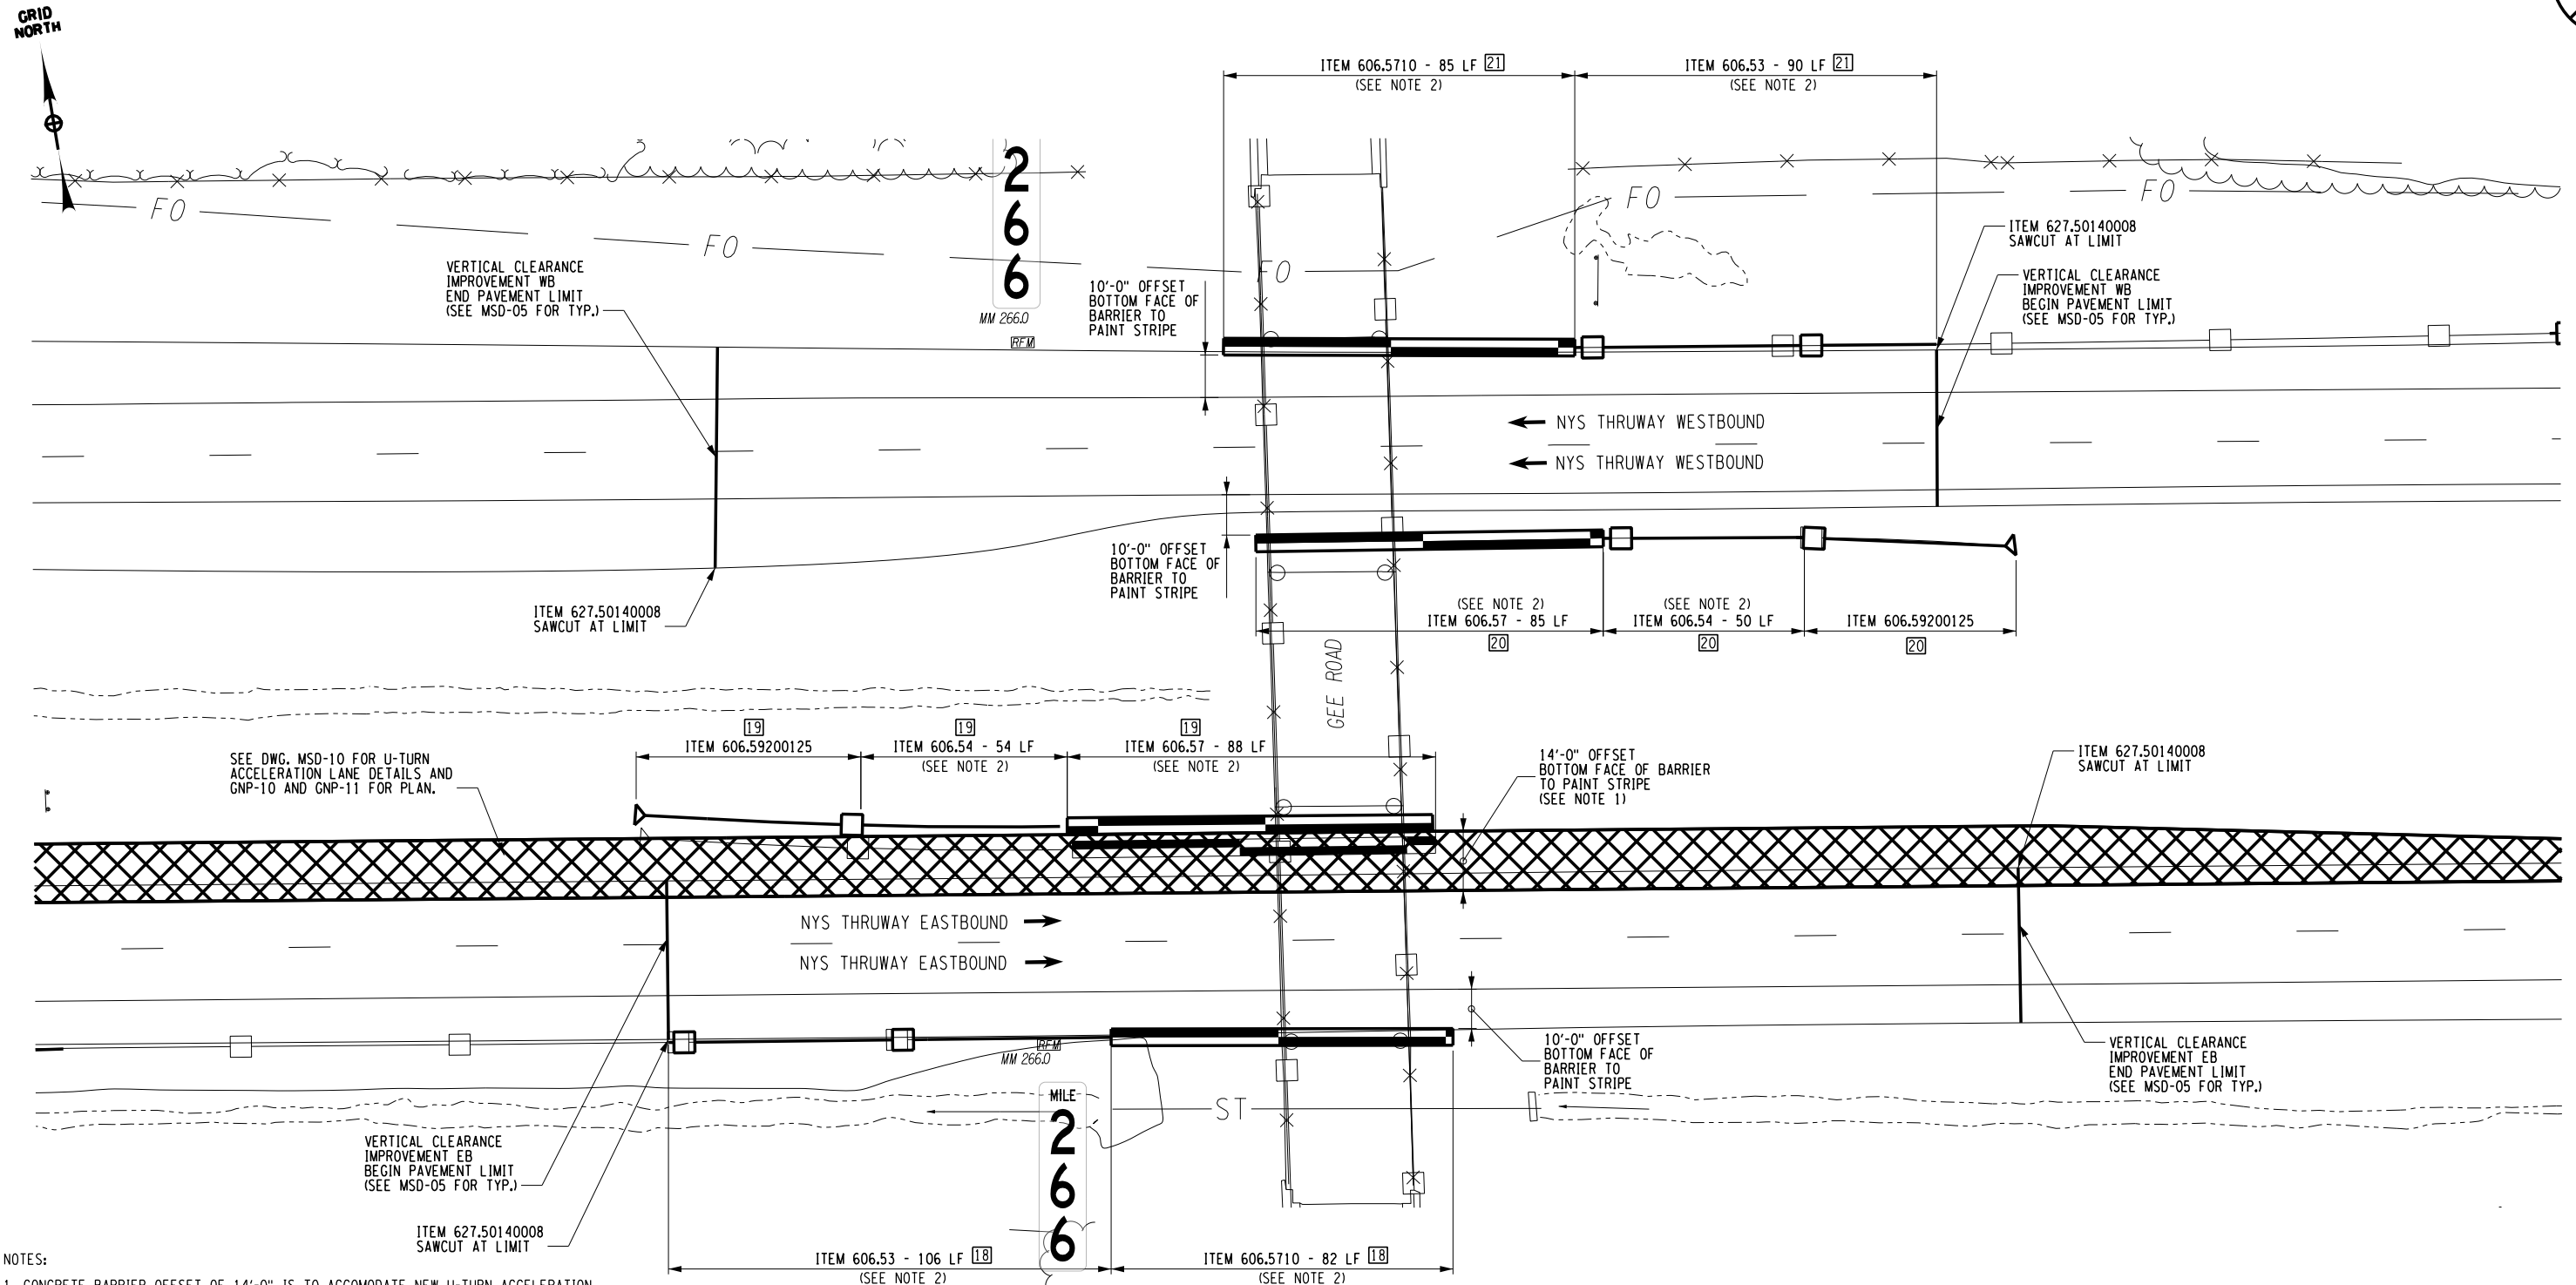 GRID
NORTH
ITEM 606.5710 - 85 LF 21
(SEE NOTE 2)
ITEM 606.53 - 90 LF 21
(SEE NOTE 2)
2
6
6
MM 266.0
RFM
FO
FO
FO
FO
FO
VERTICAL CLEARANCE
IMPROVEMENT WB
END PAVEMENT LIMIT
(SEE MSD-05 FOR TYP.)
10'-0" OFFSET
BOTTOM FACE OF
BARRIER TO
PAINT STRIPE
ITEM 627.50140008
SAWCUT AT LIMIT
VERTICAL CLEARANCE
IMPROVEMENT WB
BEGIN PAVEMENT LIMIT
(SEE MSD-05 FOR TYP.)
NYS THRUWAY WESTBOUND
NYS THRUWAY WESTBOUND
10'-0" OFFSET
BOTTOM FACE OF
BARRIER TO
PAINT STRIPE
ITEM 627.50140008
SAWCUT AT LIMIT
(SEE NOTE 2)
ITEM 606.57 - 85 LF
20
(SEE NOTE 2)
ITEM 606.54 - 50 LF
20
ITEM 606.59200125
20
GEE ROAD
19
ITEM 606.59200125
19
ITEM 606.54 - 54 LF
(SEE NOTE 2)
19
ITEM 606.57 - 88 LF
(SEE NOTE 2)
SEE DWG. MSD-10 FOR U-TURN
ACCELERATION LANE DETAILS AND
GNP-10 AND GNP-11 FOR PLAN.
14'-0" OFFSET
BOTTOM FACE OF BARRIER
TO PAINT STRIPE
(SEE NOTE 1)
ITEM 627.50140008
SAWCUT AT LIMIT
NYS THRUWAY EASTBOUND
NYS THRUWAY EASTBOUND
RFM
MM 266.0
MILE
2
6
6
ST
10'-0" OFFSET
BOTTOM FACE OF
BARRIER TO
PAINT STRIPE
VERTICAL CLEARANCE
IMPROVEMENT EB
END PAVEMENT LIMIT
(SEE MSD-05 FOR TYP.)
VERTICAL CLEARANCE
IMPROVEMENT EB
BEGIN PAVEMENT LIMIT
(SEE MSD-05 FOR TYP.)
ITEM 627.50140008
SAWCUT AT LIMIT
ITEM 606.53 - 106 LF 18
(SEE NOTE 2)
ITEM 606.5710 - 82 LF 18
(SEE NOTE 2)
NOTES:
1. CONCRETE BARRIER OFFSET OF 14'-0" IS TO ACCOMODATE NEW U-TURN ACCELERATION